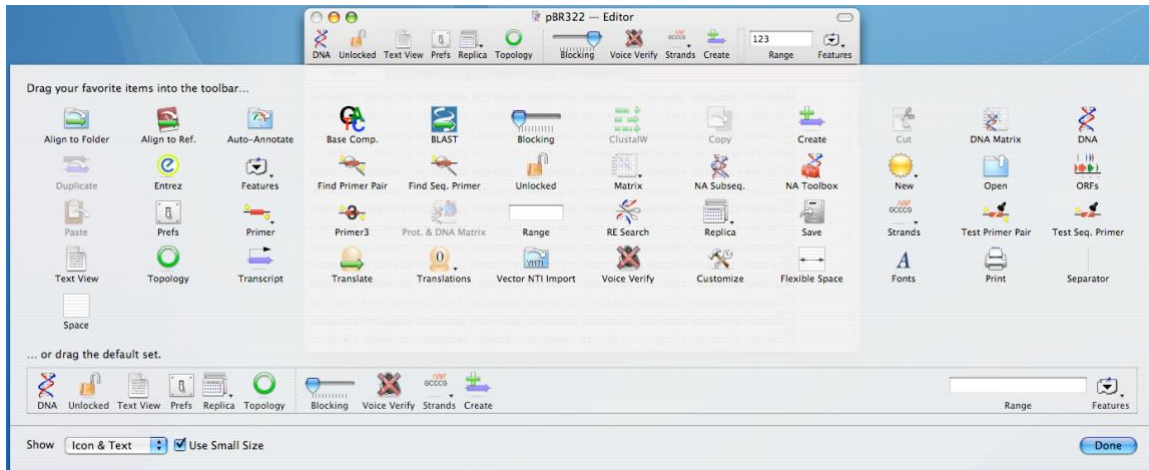 pBR322 — Editor
123
DNA Unlocked Text View Prefs Replica Topology Blocking Voice Verify Strands Create Range Features
Drag your favorite items into the toolbar...
Align to Folder Align to Ref. Auto-Annotate Base Comp. BLAST Blocking ClustalW Copy Create Cut DNA Matrix DNA
Duplicate Entrez Features Find Primer Pair Find Seq. Primer Unlocked Matrix NA Subseq. NA Toolbox New Open ORFs
Paste Prefs Primer Primer3 Prot. & DNA Matrix Range RE Search Replica Save Strands Test Primer Pair Test Seq. Primer
Text View Topology Transcript Translate Translations Vector NTI Import Voice Verify Customize Flexible Space Fonts Print Separator
Space
... or drag the default set.
DNA Unlocked Text View Prefs Replica Topology Blocking Voice Verify Strands Create Range Features
Show Icon & Text Use Small Size Done